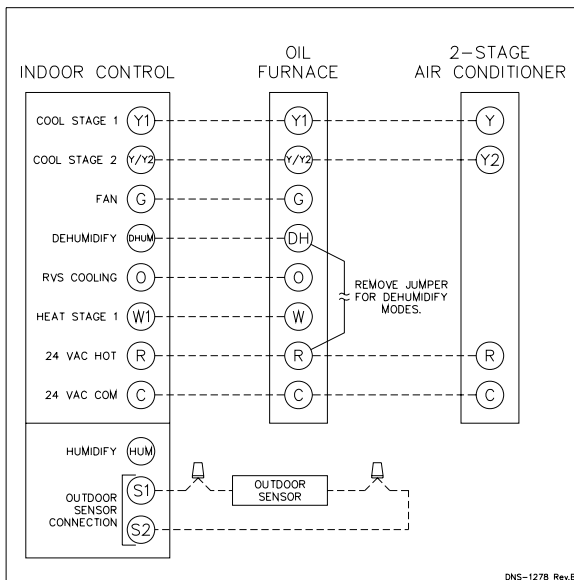 INDOOR CONTROL
OIL
FURNACE
2-STAGE
AIR CONDITIONER
COOL STAGE 1 Y1 Y1 Y
COOL STAGE 2 Y/Y2 Y/Y2 Y2
FAN G G
DEHUMIDIFY DHUM DH
RVS COOLING O O
REMOVE JUMPER
FOR DEHUMIDIFY
MODES.
HEAT STAGE 1 W1 W
24 VAC HOT R R R
24 VAC COM C C C
HUMIDIFY HUM
OUTDOOR
SENSOR
CONNECTION
S1
S2
OUTDOOR
SENSOR
DNS-1278 Rev.B